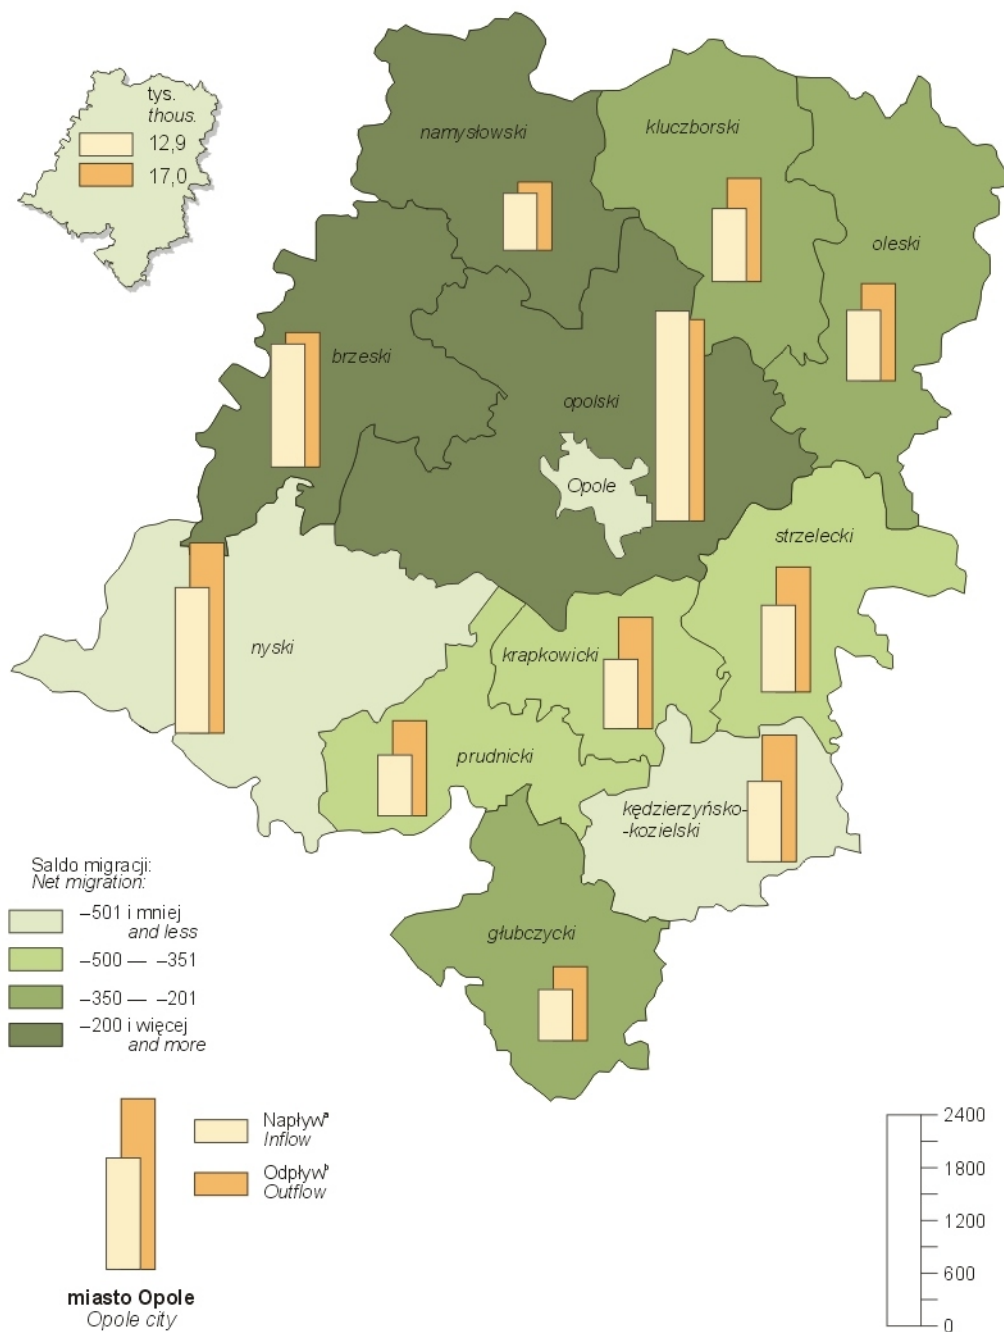 tys.
thous.
12,9
17,0
namysłowski
kluczborski
oleski
brzeski
opolski
Opole
strzelecki
nyski
krapkowicki
prudnicki
kędzierzyńsko-
-kozielski
głubczycki
Saldo migracji:
Net migration:
–501 i mniej
and less
–500 — –351
–350 — –201
–200 i więcej
and more
Napływᵃ
Inflow
Odpływᵇ
Outflow
miasto Opole
Opole city
2400
1800
1200
600
0